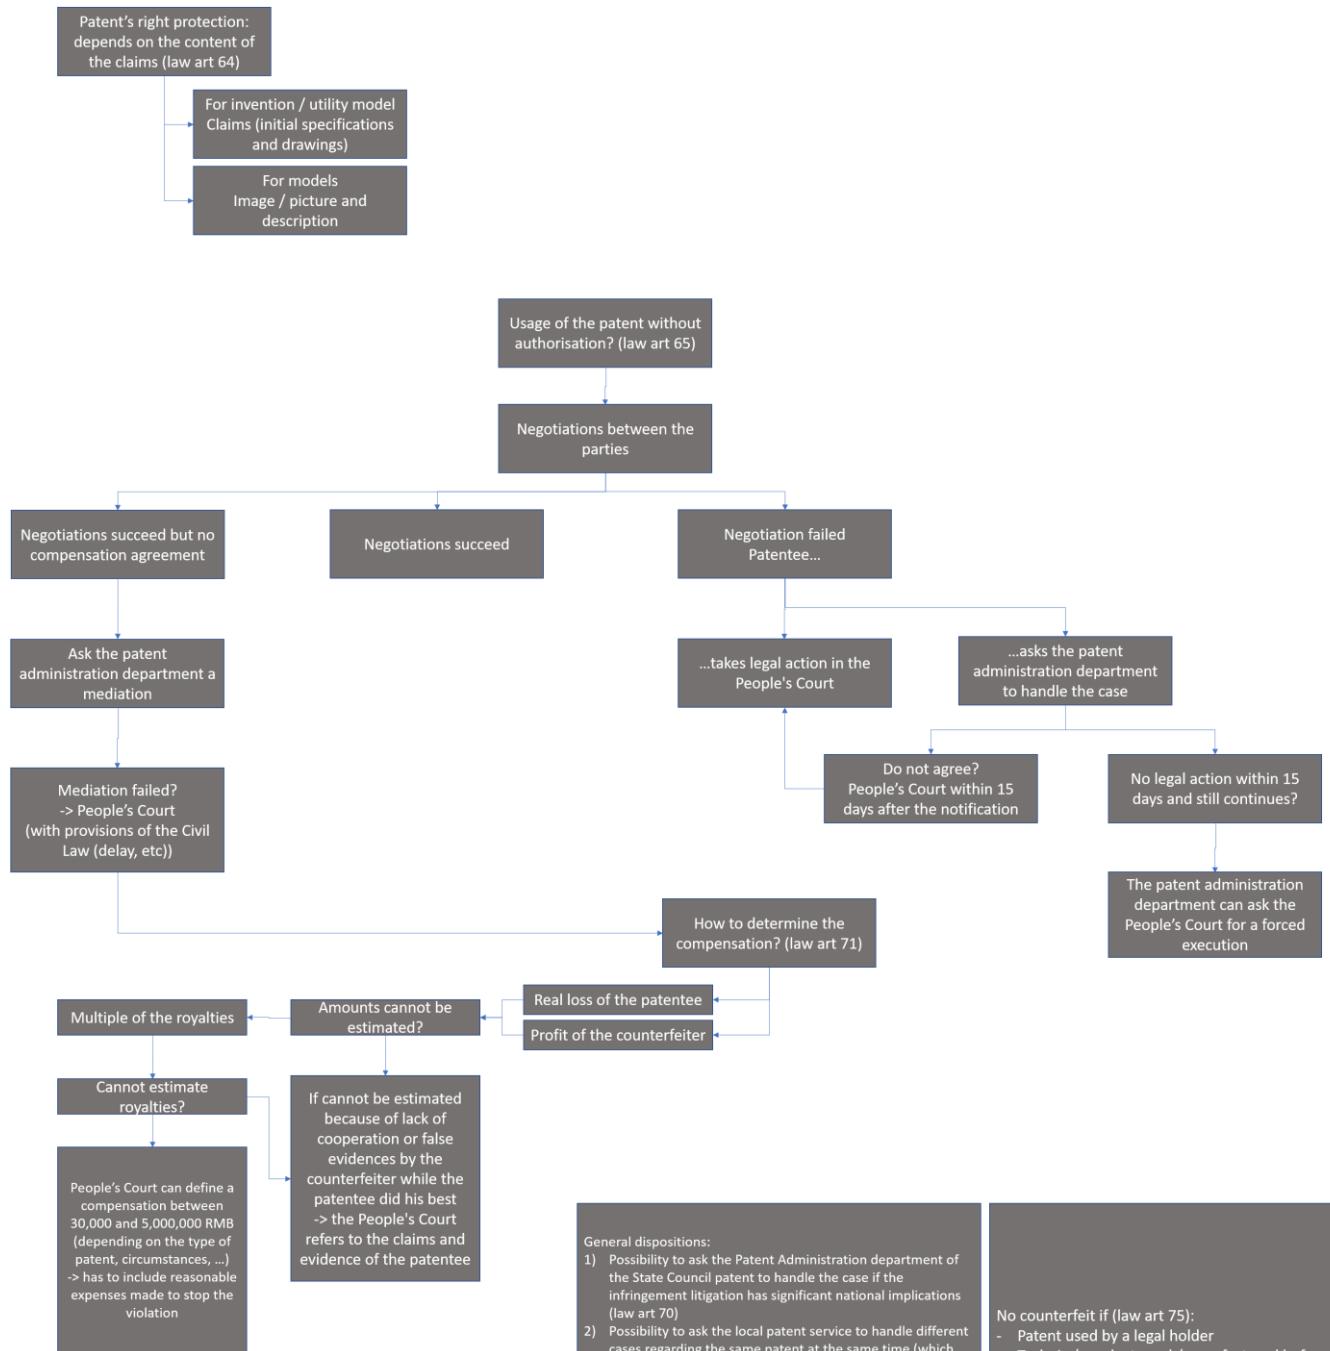 Patent's right protection:
depends on the content of
the claims (law art 64)
For invention / utility model
Claims (initial specifications
and drawings)
For models
Image / picture and
description
Usage of the patent without
authorisation? (law art 65)
Negotiations between the
parties
Negotiations succeed but no
compensation agreement
Negotiations succeed
Negotiation failed
Patentee...
Ask the patent
administration department a
mediation
...takes legal action in the
People's Court
...asks the patent
administration department
to handle the case
Mediation failed?
-> People's Court
(with provisions of the Civil
Law (delay, etc))
Do not agree?
People's Court within 15
days after the notification
No legal action within 15
days and still continues?
The patent administration
department can ask the
People's Court for a forced
execution
How to determine the
compensation? (law art 71)
Real loss of the patentee
Profit of the counterfeiter
Amounts cannot be
estimated?
Multiple of the royalties
Cannot estimate
royalties?
If cannot be estimated
because of lack of
cooperation or false
evidences by the
counterfeiter while the
patentee did his best
-> the People's Court
refers to the claims and
evidence of the patentee
People's Court can define a
compensation between
30,000 and 5,000,000 RMB
(depending on the type of
patent, circumstances, ...)
-> has to include reasonable
expenses made to stop the
violation
General dispositions:
1) Possibility to ask the Patent Administration department of
the State Council patent to handle the case if the
infringement litigation has significant national implications
(law art 70)
2) Possibility to ask the local patent service to handle different
cases regarding the same patent at the same time (which
No counterfeit if (law art 75):
- Patent used by a legal holder